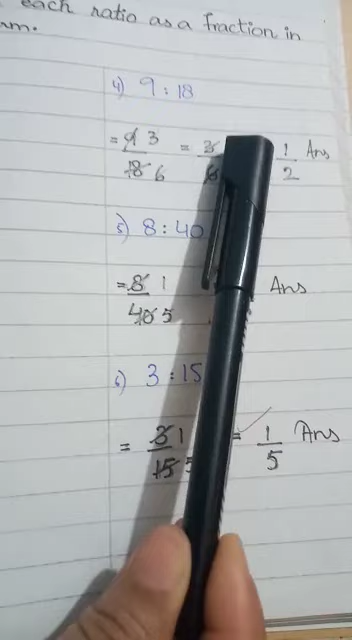 each ratio as a fraction in
rm.
4) 9 : 18
= 9 3 / 18 6 = 3 / 6 1 / 2 Ans
5) 8 : 40
= 8 1 / 40 5 Ans
6) 3 : 15
= 3 1 / 15 5 = 1 / 5 Ans